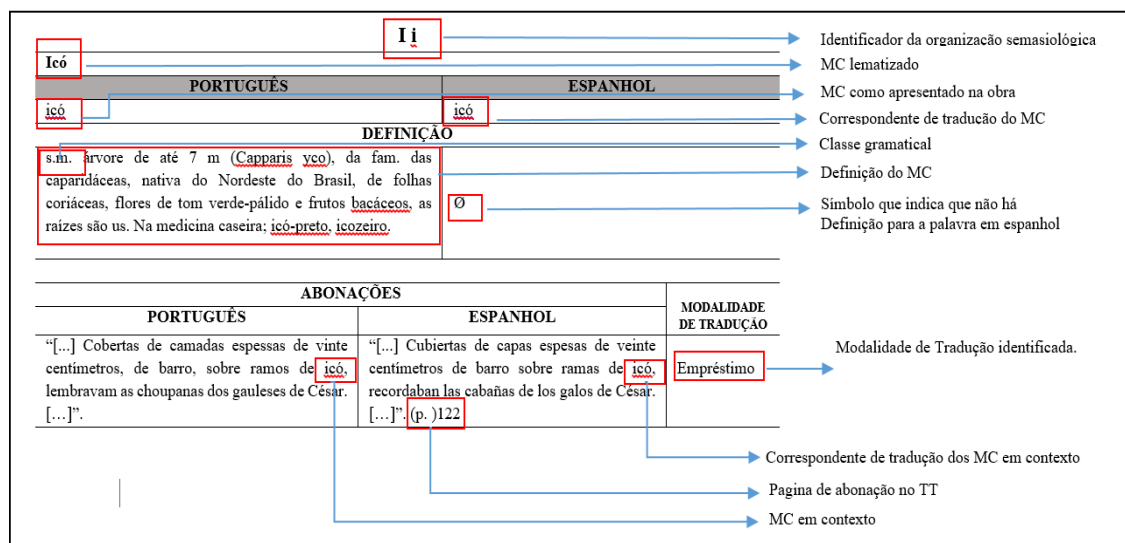 I i
Identificador da organização semasiológica
Icó
MC lematizado
PORTUGUÊS ESPANHOL
MC como apresentado na obra
icó icó
Correspondente de tradução do MC
DEFINIÇÃO
Classe gramatical
s.m. árvore de até 7 m (Capparis yco), da fam. das
caparidáceas, nativa do Nordeste do Brasil, de folhas
coriáceas, flores de tom verde-pálido e frutos bacáceos, as
raízes são us. Na medicina caseira; icó-preto, icozeiro.
Definição do MC
Ø
Símbolo que indica que não há
Definição para a palavra em espanhol
ABONAÇÕES
PORTUGUÊS ESPANHOL
MODALIDADE
DE TRADUÇÃO
“[...] Cobertas de camadas espessas de vinte
centímetros, de barro, sobre ramos de icó,
lembravam as choupanas dos gauleses de César.
[…]”.
“[...] Cubiertas de capas espesas de veinte
centímetros de barro sobre ramas de icó,
recordaban las cabañas de los galos de César.
[…]”. (p. )122
Empréstimo
Modalidade de Tradução identificada.
Correspondente de tradução dos MC em contexto
Pagina de abonação no TT
MC em contexto